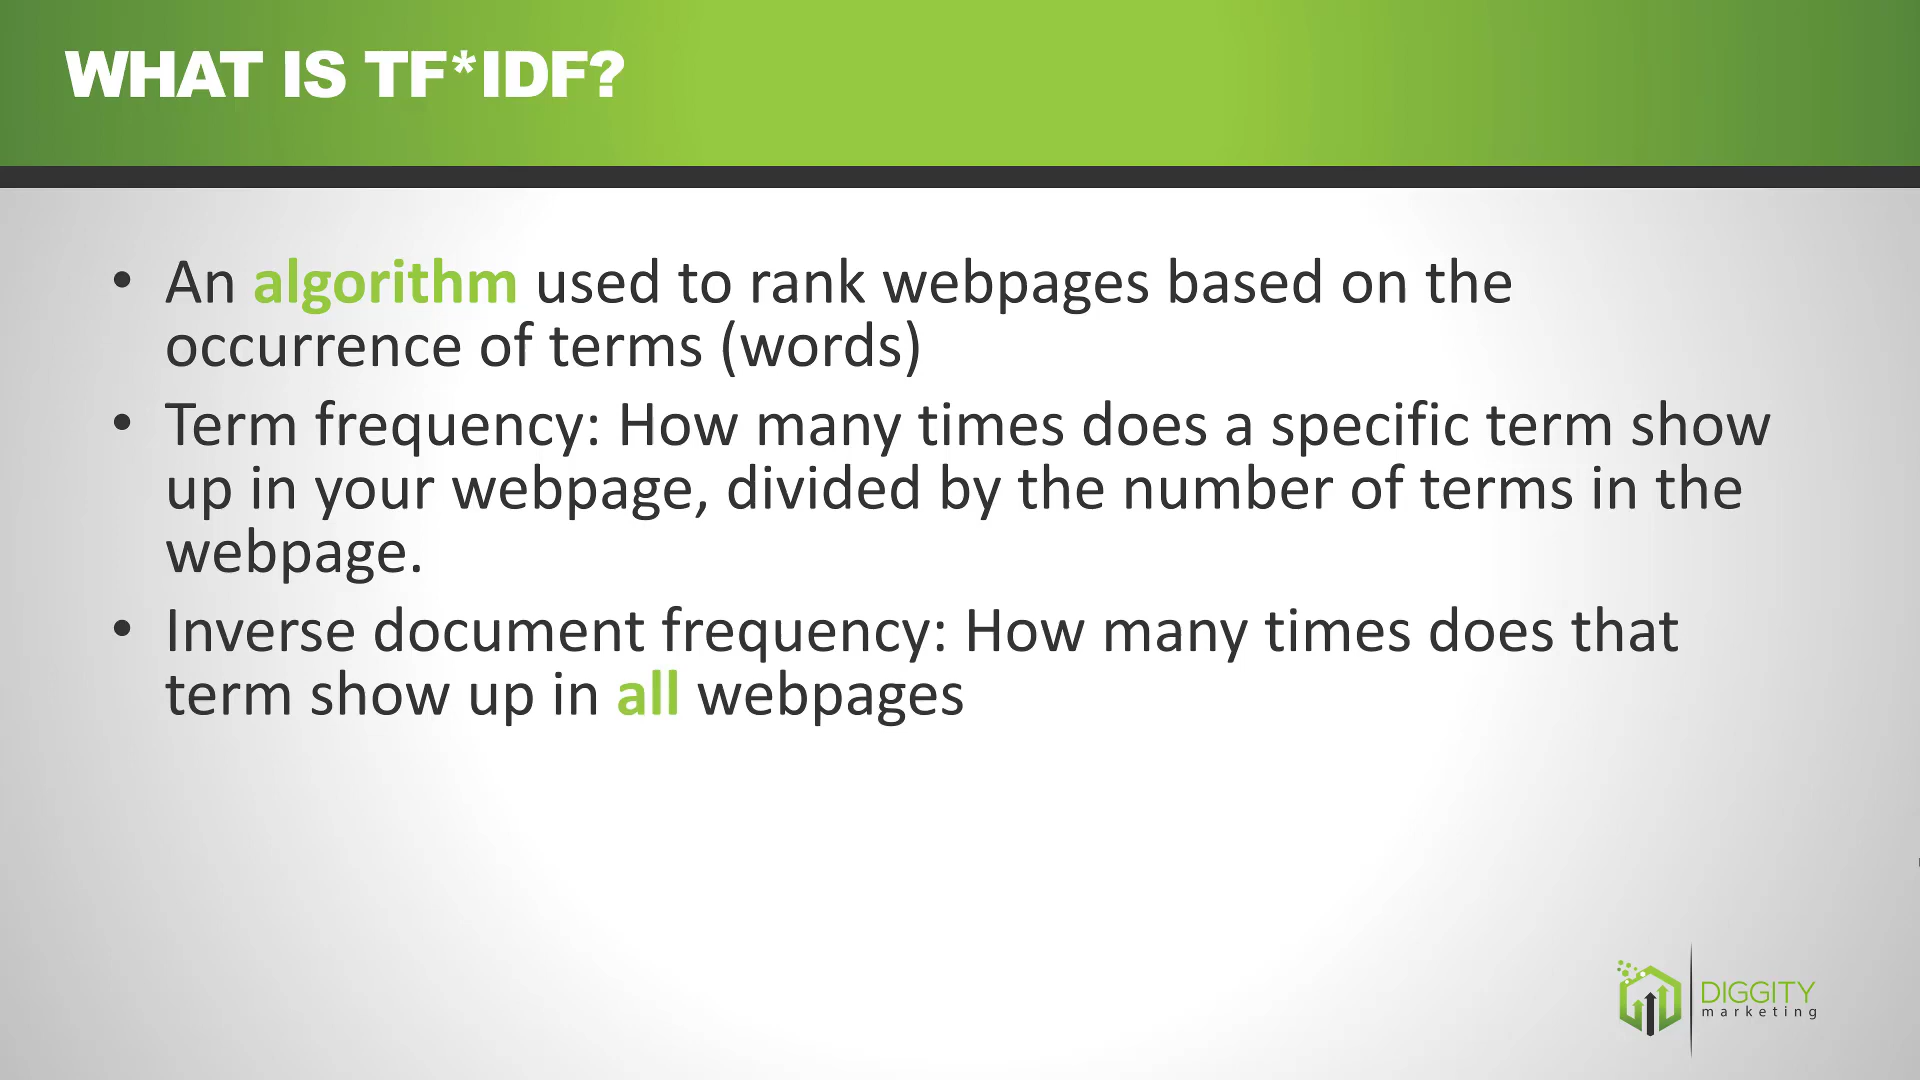 WHAT IS TF*IDF?
• An algorithm used to rank webpages based on the
occurrence of terms (words)
• Term frequency: How many times does a specific term show
up in your webpage, divided by the number of terms in the
webpage.
• Inverse document frequency: How many times does that
term show up in all webpages
DIGGITY
marketing